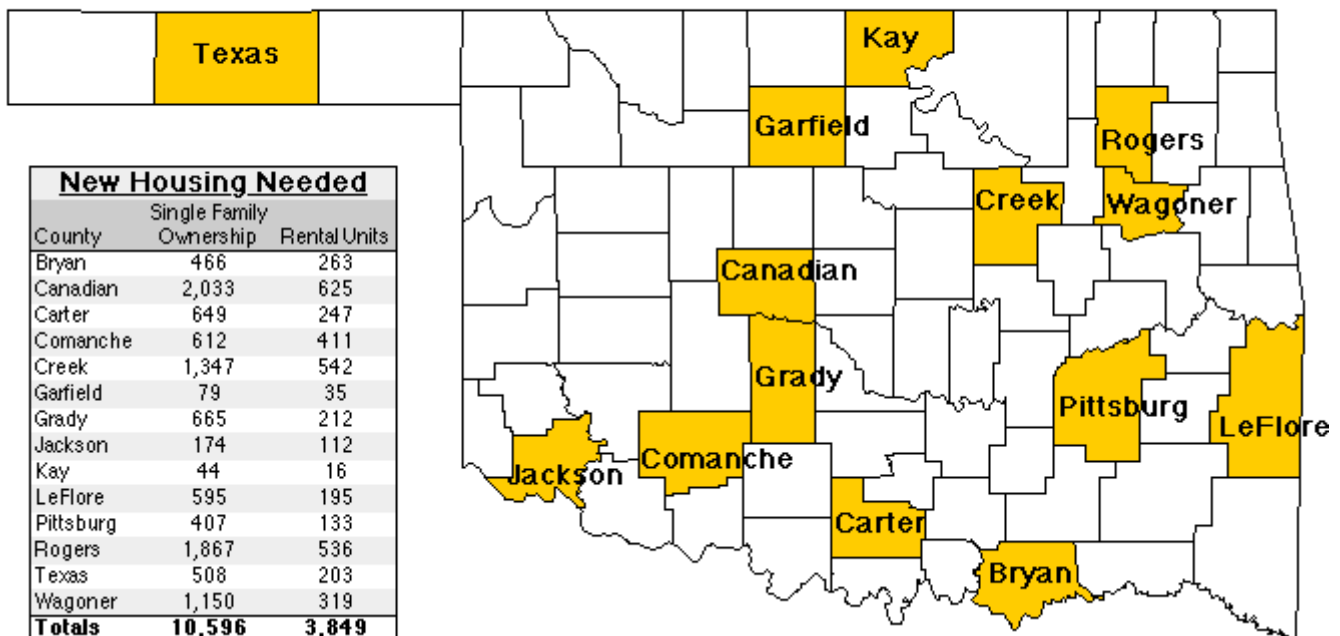 Texas
Kay
Garfield
Rogers
Creek
Wagoner
Canadian
Grady
Pittsburg
LeFlore
Comanche
Jackson
Carter
Bryan
New Housing Needed
Single Family
County Ownership Rental Units
Bryan 466 263
Canadian 2,033 625
Carter 649 247
Comanche 612 411
Creek 1,347 542
Garfield 79 35
Grady 665 212
Jackson 174 112
Kay 44 16
LeFlore 595 195
Pittsburg 407 133
Rogers 1,867 536
Texas 508 203
Wagoner 1,150 319
Totals 10,596 3,849